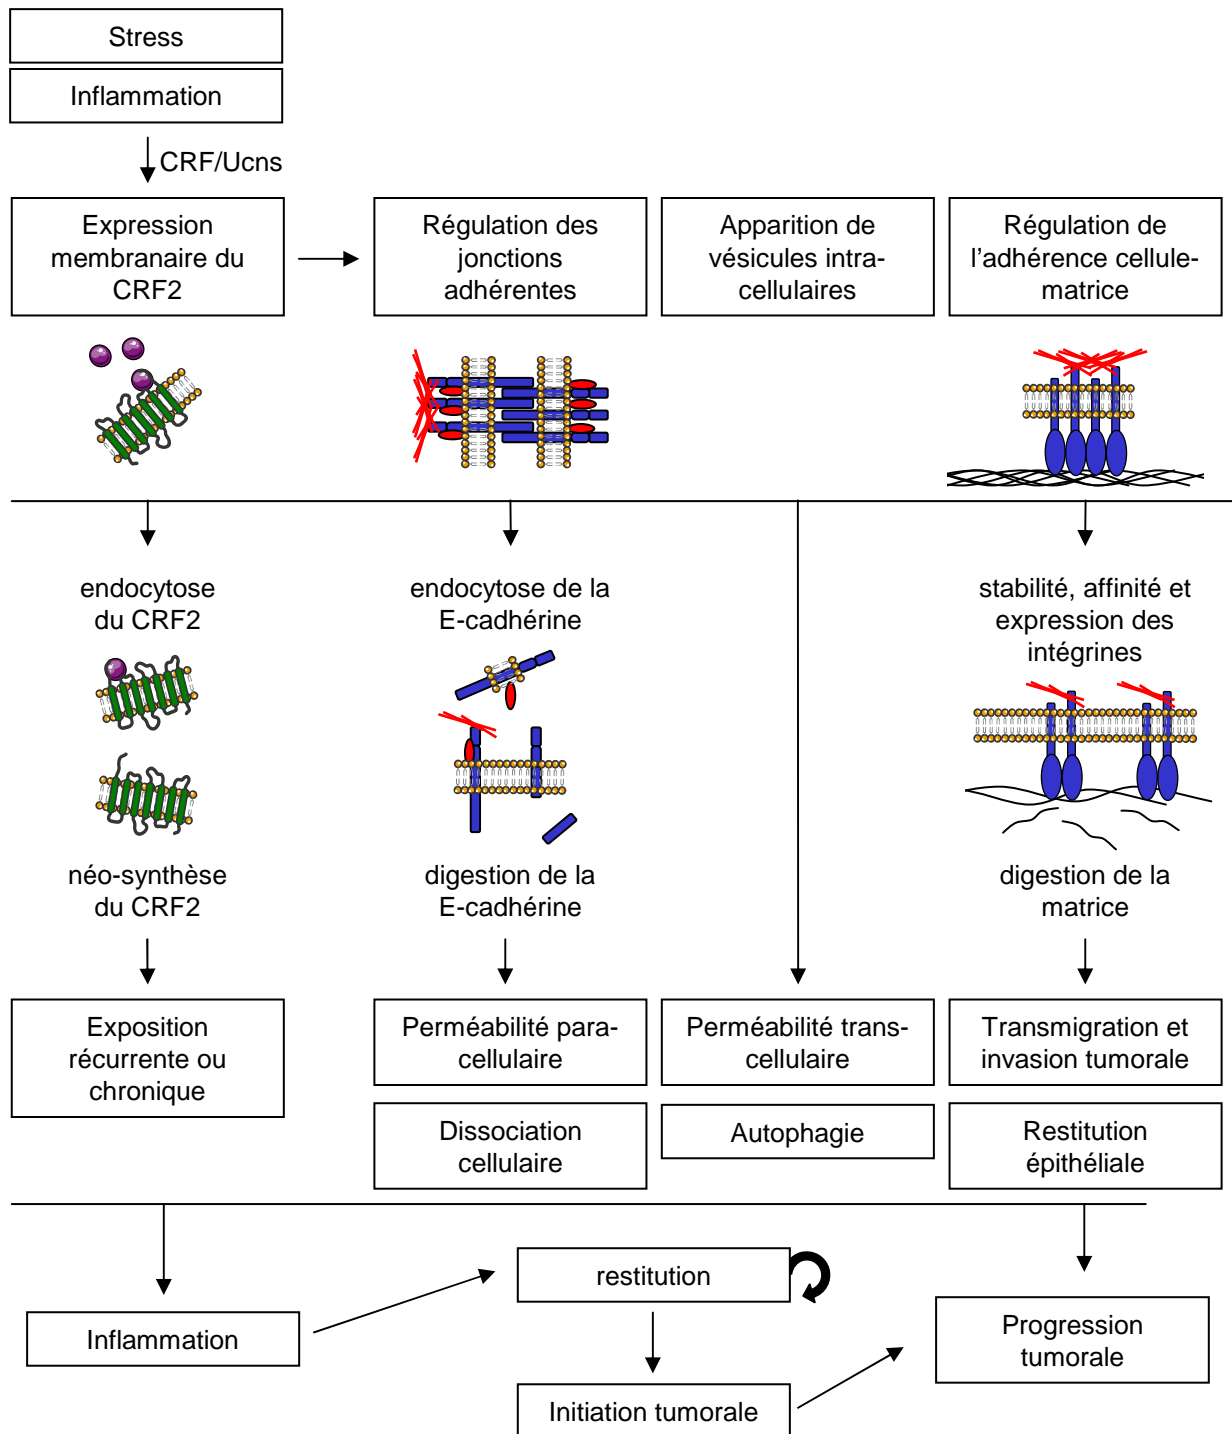 Stress
Inflammation
CRF/Ucns
Expression
membranaire du
CRF2
Régulation des
jonctions
adhérentes
Apparition de
vésicules intra-
cellulaires
Régulation de
l’adhérence cellule-
matrice
endocytose
du CRF2
endocytose de la
E-cadhérine
stabilité, affinité et
expression des
intégrines
néo-synthèse
du CRF2
digestion de la
E-cadhérine
digestion de la
matrice
Exposition
récurrente ou
chronique
Perméabilité para-
cellulaire
Perméabilité trans-
cellulaire
Transmigration et
invasion tumorale
Dissociation
cellulaire
Autophagie
Restitution
épithéliale
restitution
Inflammation
Progression
tumorale
Initiation tumorale